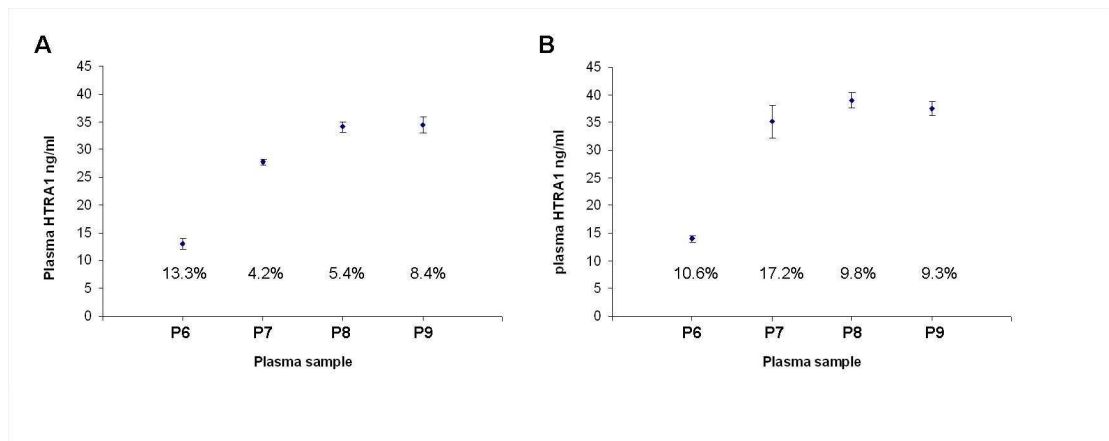 A
45
40
35
30
25
20
15
10
5
0
Plasma HTRA1 ng/ml
13.3% 4.2% 5.4% 8.4%
P6 P7 P8 P9
Plasma sample
B
45
40
35
30
25
20
15
10
5
0
plasma HTRA1 ng/ml
10.6% 17.2% 9.8% 9.3%
P6 P7 P8 P9
Plasma sample